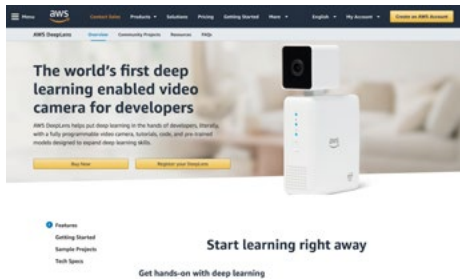 Menu
aws
Contact Sales
Products
Solutions
Pricing
Getting Started
More
English
My Account
Create an AWS Account
AWS DeepLens
Overview
Community Projects
Resources
FAQs
The world's first deep
learning enabled video
camera for developers
AWS DeepLens helps put deep learning in the hands of developers, literally,
with a fully programmable video camera, tutorials, code, and pre-trained
models designed to expand deep learning skills.
Buy Now
Register your DeepLens
aws
Features
Getting Started
Sample Projects
Tech Specs
Start learning right away
Get hands-on with deep learning